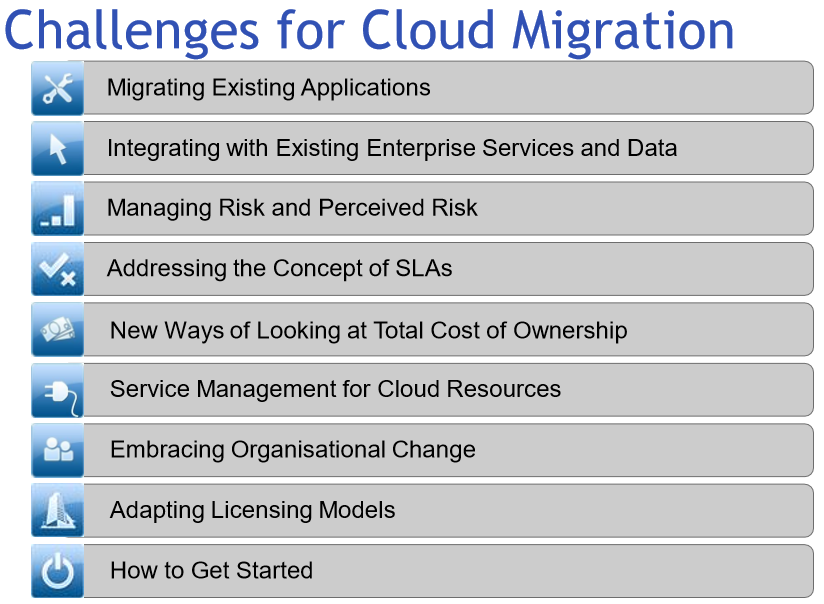 Challenges for Cloud Migration
Migrating Existing Applications
Integrating with Existing Enterprise Services and Data
Managing Risk and Perceived Risk
Addressing the Concept of SLAs
New Ways of Looking at Total Cost of Ownership
Service Management for Cloud Resources
Embracing Organisational Change
Adapting Licensing Models
How to Get Started